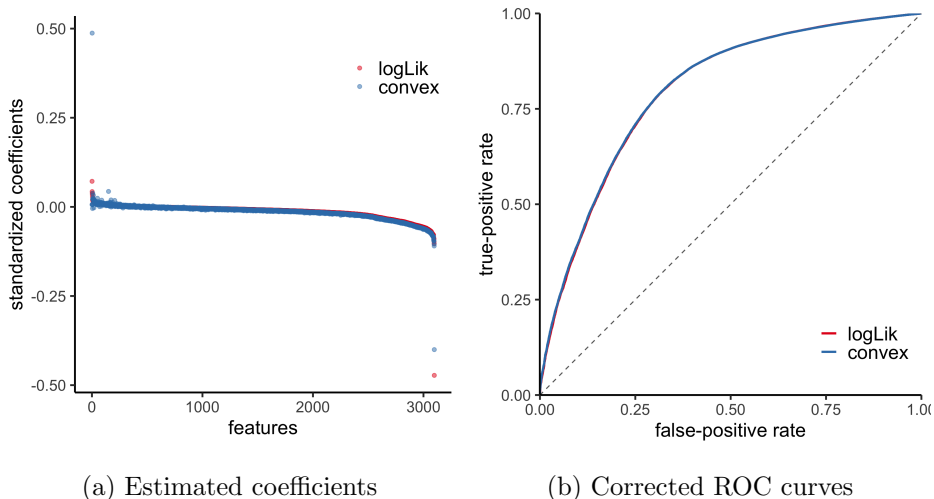 0.50
0.25
0.00
-0.25
-0.50
standardized coefficients
logLik
convex
0
1000
2000
3000
features
(a) Estimated coefficients
1.00
0.75
0.50
0.25
0.00
true-positive rate
logLik
convex
0.00
0.25
0.50
0.75
1.00
false-positive rate
(b) Corrected ROC curves